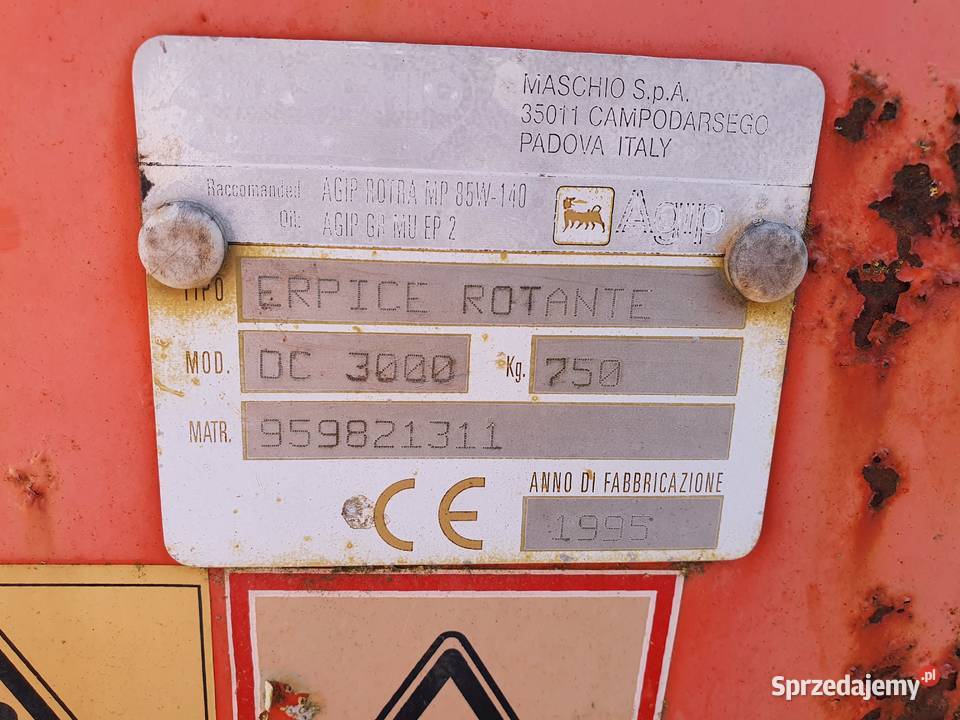 MASCHIO S.p.A.
35011 CAMPODARSEGO
PADOVA ITALY
Raccomanded Oil: AGIP ROTRA MP 85W-140
AGIP GR MU EP 2
Agip
TIPO ERPICE ROTANTE
MOD. DC 3000 Kg. 750
MATR. 959821311
CE
ANNO DI FABBRICAZIONE
1995
Sprzedajemy.pl